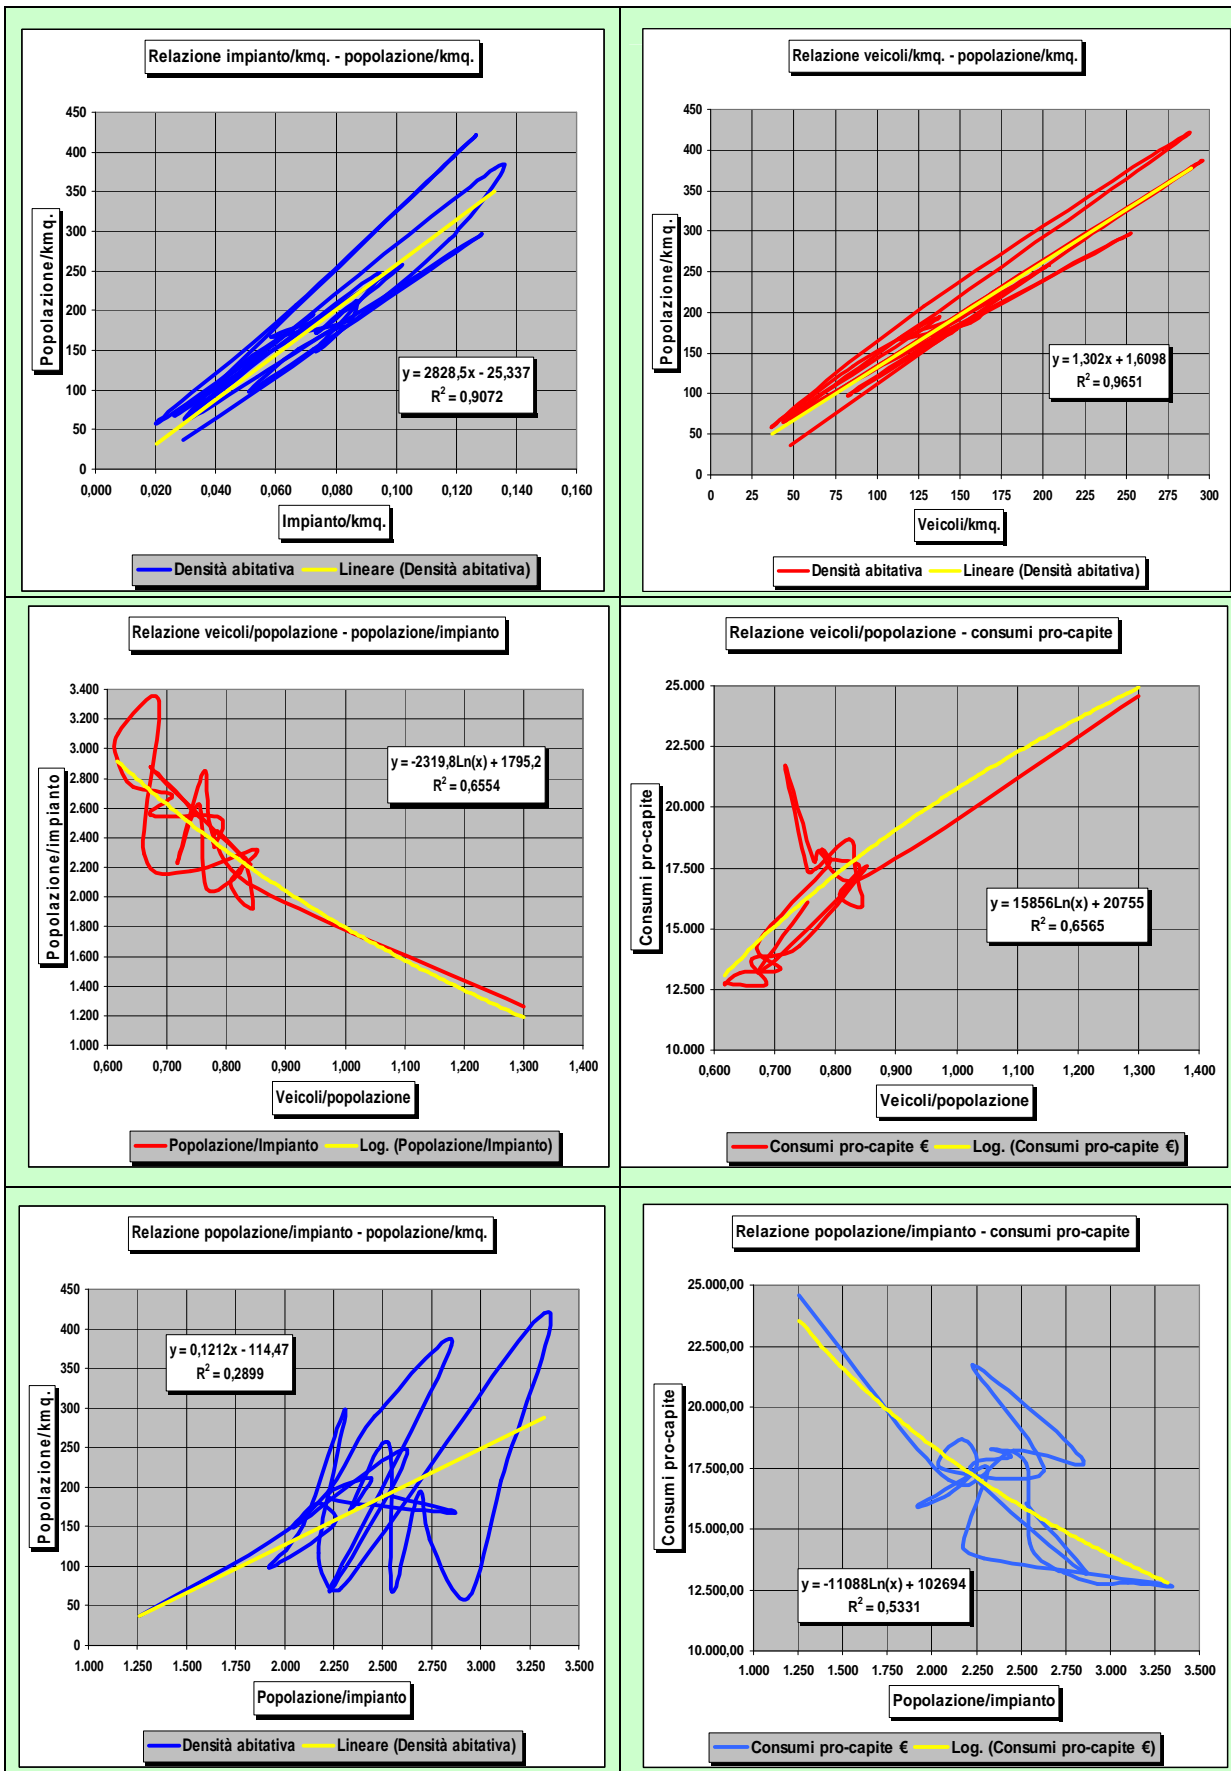 Relazione impianto/kmq. - popolazione/kmq.
450
400
350
300
250
200
150
100
50
0
Popolazione/kmq.
y = 2828,5x - 25,337
R² = 0,9072
0,000 0,020 0,040 0,060 0,080 0,100 0,120 0,140 0,160
Impianto/kmq.
Densità abitativa Lineare (Densità abitativa)
Relazione veicoli/kmq. - popolazione/kmq.
450
400
350
300
250
200
150
100
50
0
Popolazione/kmq.
y = 1,302x + 1,6098
R² = 0,9651
0 25 50 75 100 125 150 175 200 225 250 275 300
Veicoli/kmq.
Densità abitativa Lineare (Densità abitativa)
Relazione veicoli/popolazione - popolazione/impianto
3.400
3.200
3.000
2.800
2.600
2.400
2.200
2.000
1.800
1.600
1.400
1.200
1.000
Popolazione/impianto
y = -2319,8Ln(x) + 1795,2
R² = 0,6554
0,600 0,700 0,800 0,900 1,000 1,100 1,200 1,300 1,400
Veicoli/popolazione
Popolazione/Impianto Log. (Popolazione/Impianto)
Relazione veicoli/popolazione - consumi pro-capite
25.000
22.500
20.000
17.500
15.000
12.500
10.000
Consumi pro-capite
y = 15856Ln(x) + 20755
R² = 0,6565
0,600 0,700 0,800 0,900 1,000 1,100 1,200 1,300 1,400
Veicoli/popolazione
Consumi pro-capite € Log. (Consumi pro-capite €)
Relazione popolazione/impianto - popolazione/kmq.
450
400
350
300
250
200
150
100
50
0
Popolazione/kmq.
y = 0,1212x - 114,47
R² = 0,2899
1.000 1.250 1.500 1.750 2.000 2.250 2.500 2.750 3.000 3.250 3.500
Popolazione/impianto
Densità abitativa Lineare (Densità abitativa)
Relazione popolazione/impianto - consumi pro-capite
25.000,00
22.500,00
20.000,00
17.500,00
15.000,00
12.500,00
10.000,00
Consumi pro-capite
y = -11088Ln(x) + 102694
R² = 0,5331
1.000 1.250 1.500 1.750 2.000 2.250 2.500 2.750 3.000 3.250 3.500
Popolazione/impianto
Consumi pro-capite € Log. (Consumi pro-capite €)